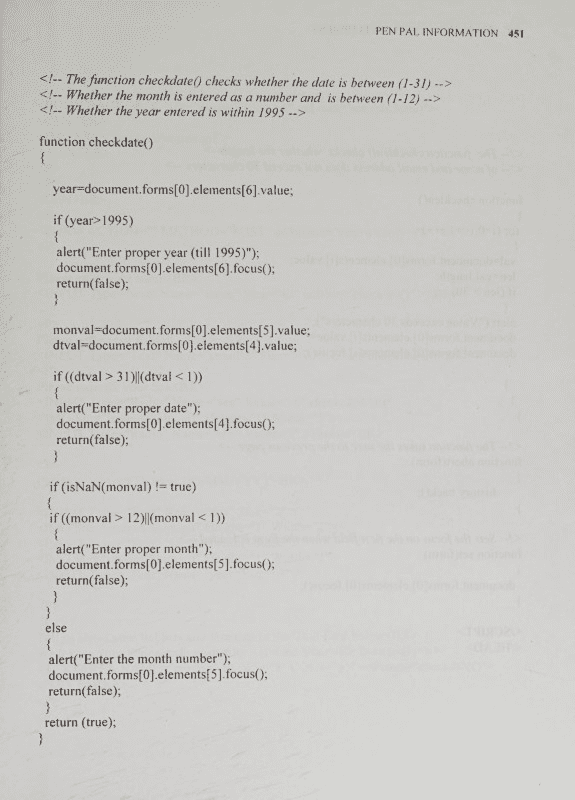 PEN PAL INFORMATION 451
<!-- The function checkdate() checks whether the date is between (1-31) -->
<!-- Whether the month is entered as a number and is between (1-12) -->
<!-- Whether the year entered is within 1995 -->
function checkdate()
{
year=document.forms[0].elements[6].value;
if (year>1995)
{
alert("Enter proper year (till 1995)");
document.forms[0].elements[6].focus();
return(false);
}
monval=document.forms[0].elements[5].value;
dtval=document.forms[0].elements[4].value;
if ((dtval > 31)||(dtval < 1))
{
alert("Enter proper date");
document.forms[0].elements[4].focus();
return(false);
}
if (isNaN(monval) != true)
{
if ((monval > 12)||(monval < 1))
{
alert("Enter proper month");
document.forms[0].elements[5].focus();
return(false);
}
}
else
{
alert("Enter the month number");
document.forms[0].elements[5].focus();
return(false);
}
return (true);
}